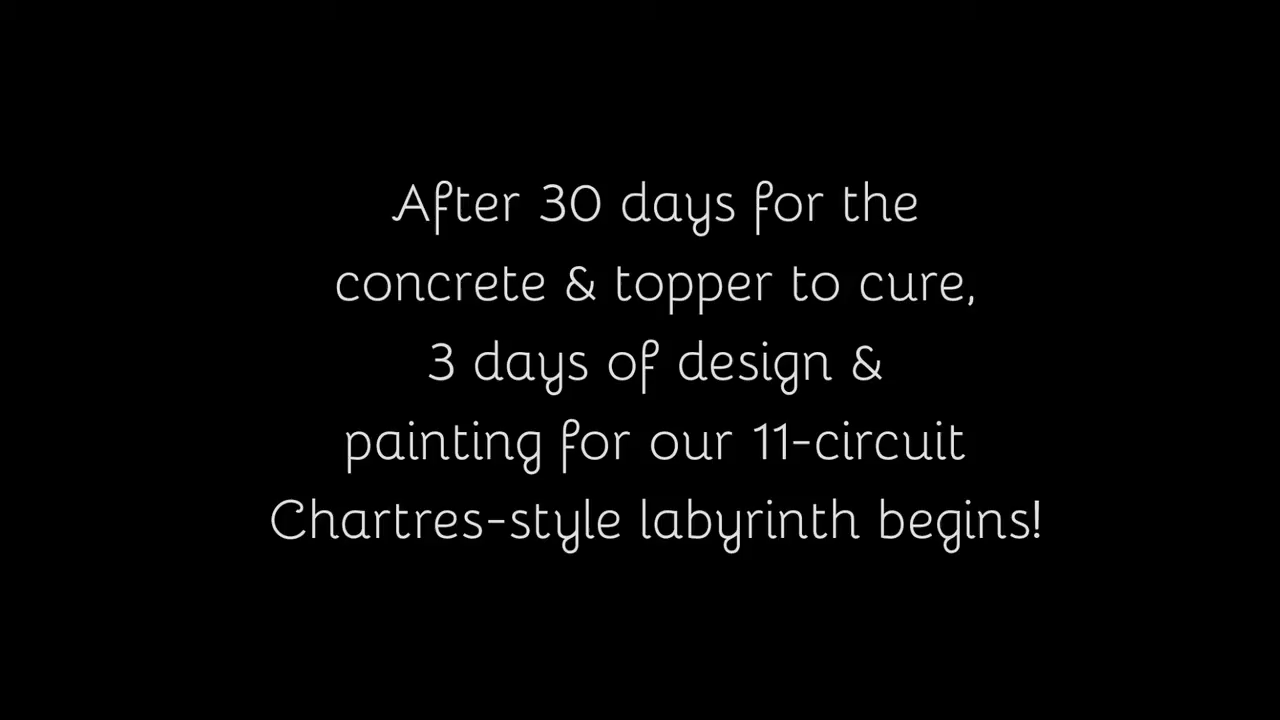 After 30 days for the
concrete & topper to cure,
3 days of design &
painting for our 11-circuit
Chartres-style labyrinth begins!